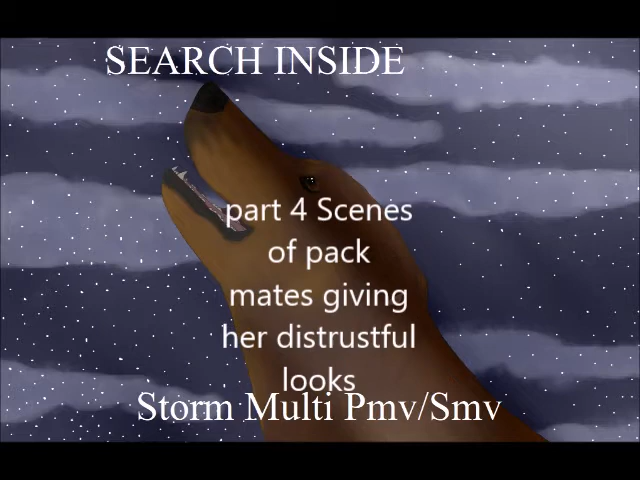 SEARCH INSIDE
part 4 Scenes
of pack
mates giving
her distrustful
looks
Storm Multi Pmv/Smv